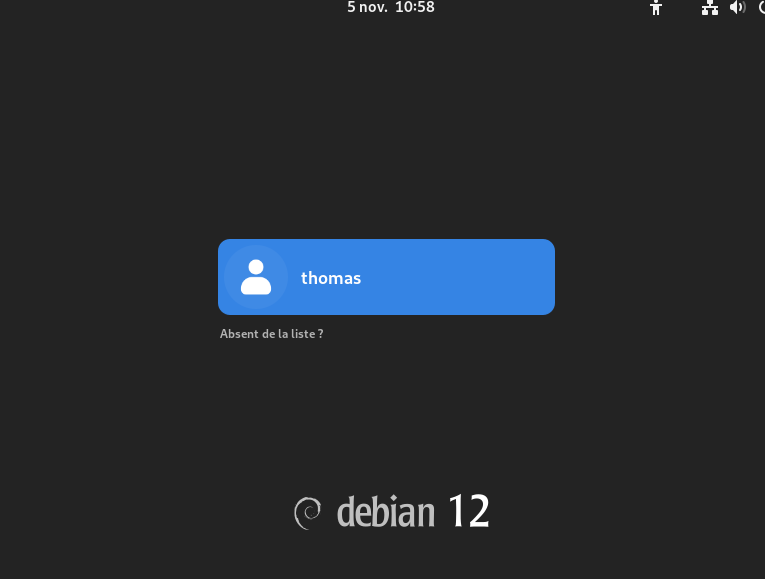 5 nov.  10:58
thomas
Absent de la liste ?
debian 12